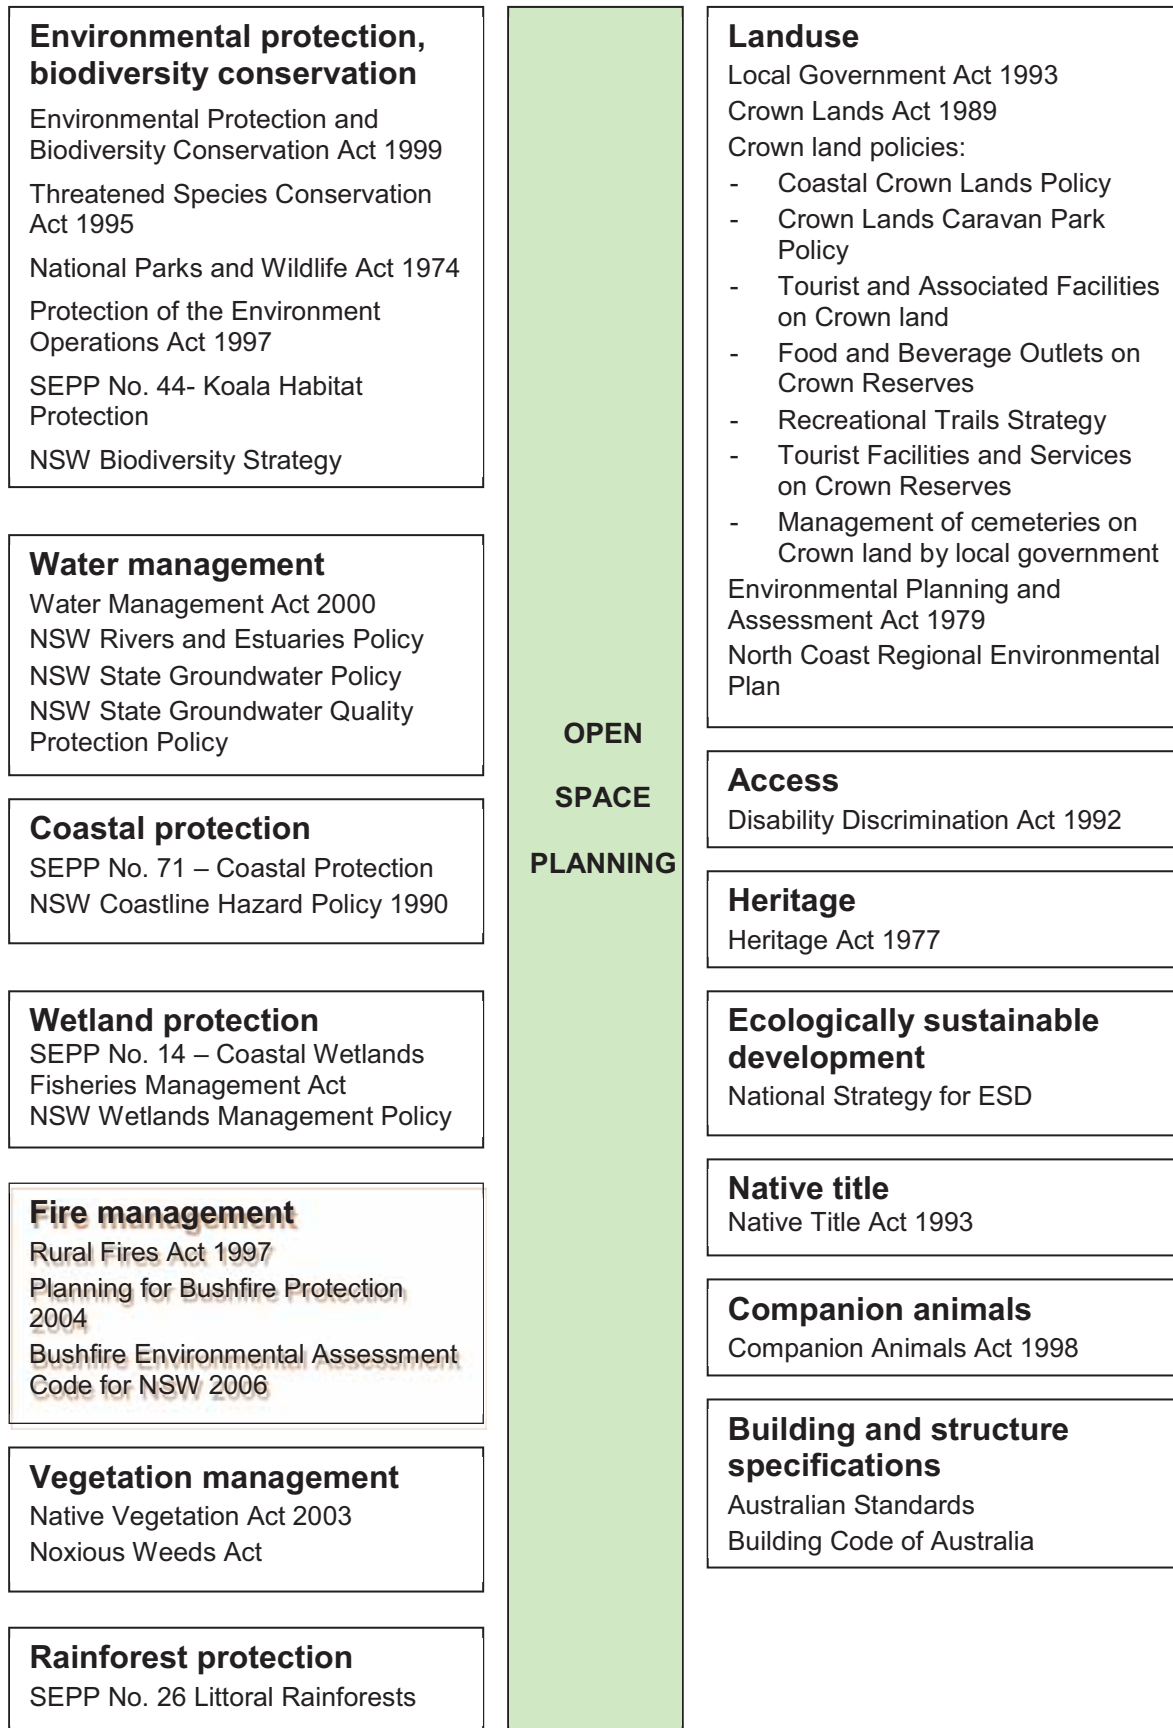 Environmental protection,
biodiversity conservation
Environmental Protection and
Biodiversity Conservation Act 1999
Threatened Species Conservation
Act 1995
National Parks and Wildlife Act 1974
Protection of the Environment
Operations Act 1997
SEPP No. 44- Koala Habitat
Protection
NSW Biodiversity Strategy
Water management
Water Management Act 2000
NSW Rivers and Estuaries Policy
NSW State Groundwater Policy
NSW State Groundwater Quality
Protection Policy
Coastal protection
SEPP No. 71 – Coastal Protection
NSW Coastline Hazard Policy 1990
Wetland protection
SEPP No. 14 – Coastal Wetlands
Fisheries Management Act
NSW Wetlands Management Policy
Fire management
Rural Fires Act 1997
Planning for Bushfire Protection
2004
Bushfire Environmental Assessment
Code for NSW 2006
Vegetation management
Native Vegetation Act 2003
Noxious Weeds Act
Rainforest protection
SEPP No. 26 Littoral Rainforests
OPEN
SPACE
PLANNING
Landuse
Local Government Act 1993
Crown Lands Act 1989
Crown land policies:
- Coastal Crown Lands Policy
- Crown Lands Caravan Park
Policy
- Tourist and Associated Facilities
on Crown land
- Food and Beverage Outlets on
Crown Reserves
- Recreational Trails Strategy
- Tourist Facilities and Services
on Crown Reserves
- Management of cemeteries on
Crown land by local government
Environmental Planning and
Assessment Act 1979
North Coast Regional Environmental
Plan
Access
Disability Discrimination Act 1992
Heritage
Heritage Act 1977
Ecologically sustainable
development
National Strategy for ESD
Native title
Native Title Act 1993
Companion animals
Companion Animals Act 1998
Building and structure
specifications
Australian Standards
Building Code of Australia